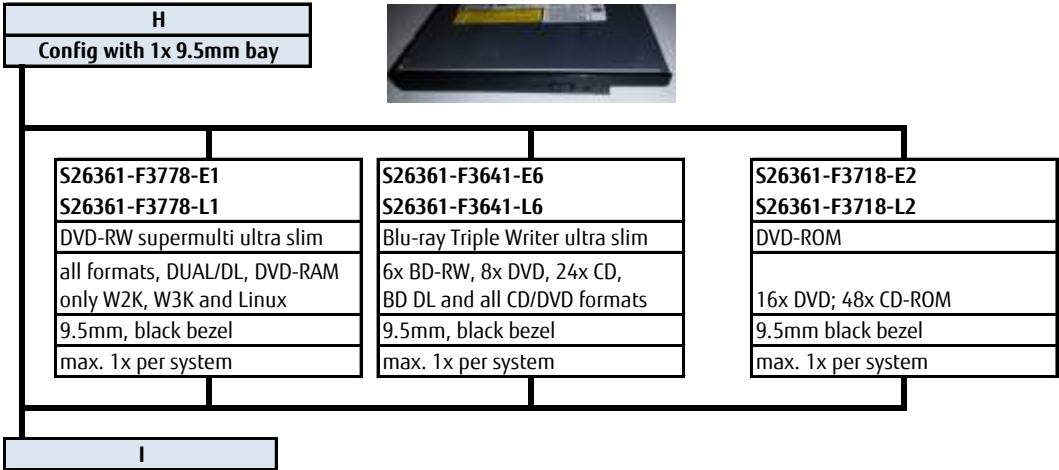 H
Config with 1x 9.5mm bay
S26361-F3778-E1
S26361-F3778-L1
DVD-RW supermulti ultra slim
all formats, DUAL/DL, DVD-RAM
only W2K, W3K and Linux
9.5mm, black bezel
max. 1x per system
S26361-F3641-E6
S26361-F3641-L6
Blu-ray Triple Writer ultra slim
6x BD-RW, 8x DVD, 24x CD,
BD DL and all CD/DVD formats
9.5mm, black bezel
max. 1x per system
S26361-F3718-E2
S26361-F3718-L2
DVD-ROM
16x DVD; 48x CD-ROM
9.5mm black bezel
max. 1x per system
I